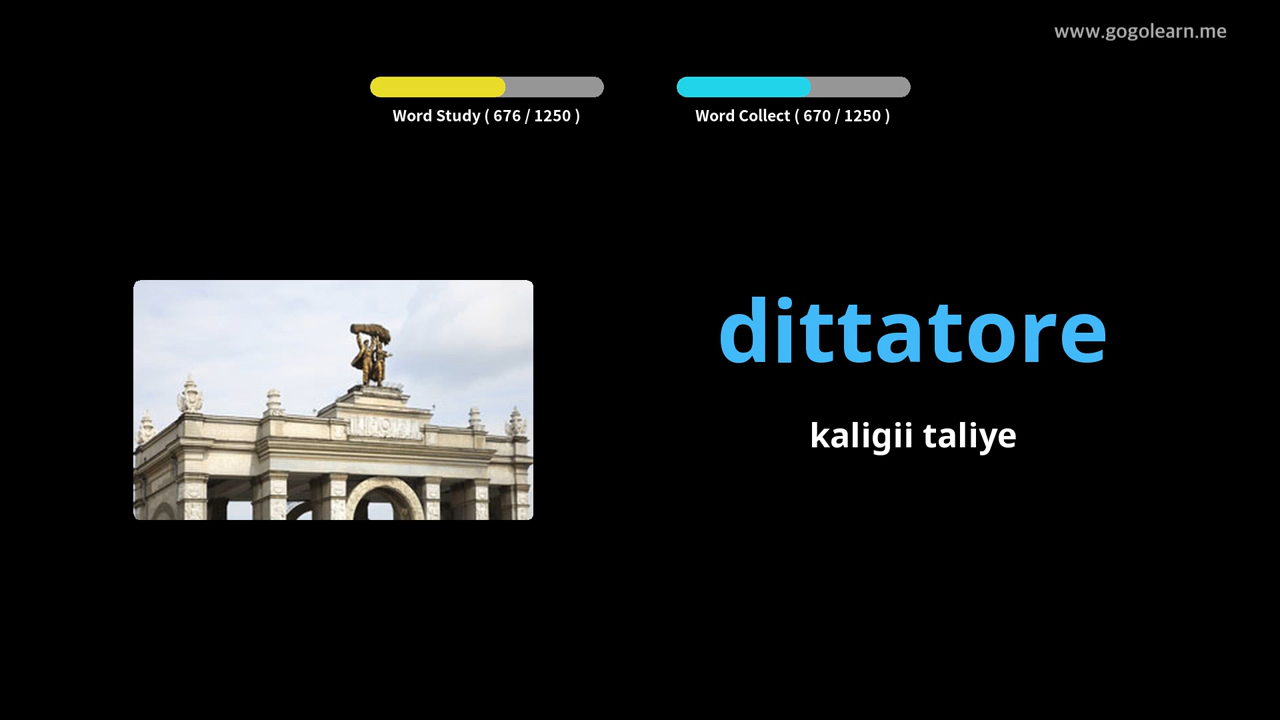 www.gogolearn.me
Word Study ( 676 / 1250 )
Word Collect ( 670 / 1250 )
dittatore
kaligii taliye